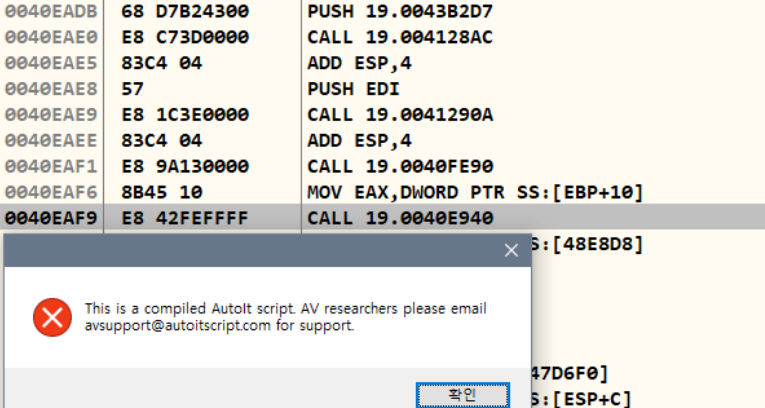 0040EADB 68 D7B24300 PUSH 19.0043B2D7
0040EAE0 E8 C73D0000 CALL 19.004128AC
0040EAE5 83C4 04 ADD ESP,4
0040EAE8 57 PUSH EDI
0040EAE9 E8 1C3E0000 CALL 19.0041290A
0040EAEE 83C4 04 ADD ESP,4
0040EAF1 E8 9A130000 CALL 19.0040FE90
0040EAF6 8B45 10 MOV EAX,DWORD PTR SS:[EBP+10]
0040EAF9 E8 42FEFFFF CALL 19.0040E940
S:[48E8D8]
This is a compiled AutoIt script. AV researchers please email
avsupport@autoitscript.com for support.
47D6F0]
확인
S:[ESP+C]